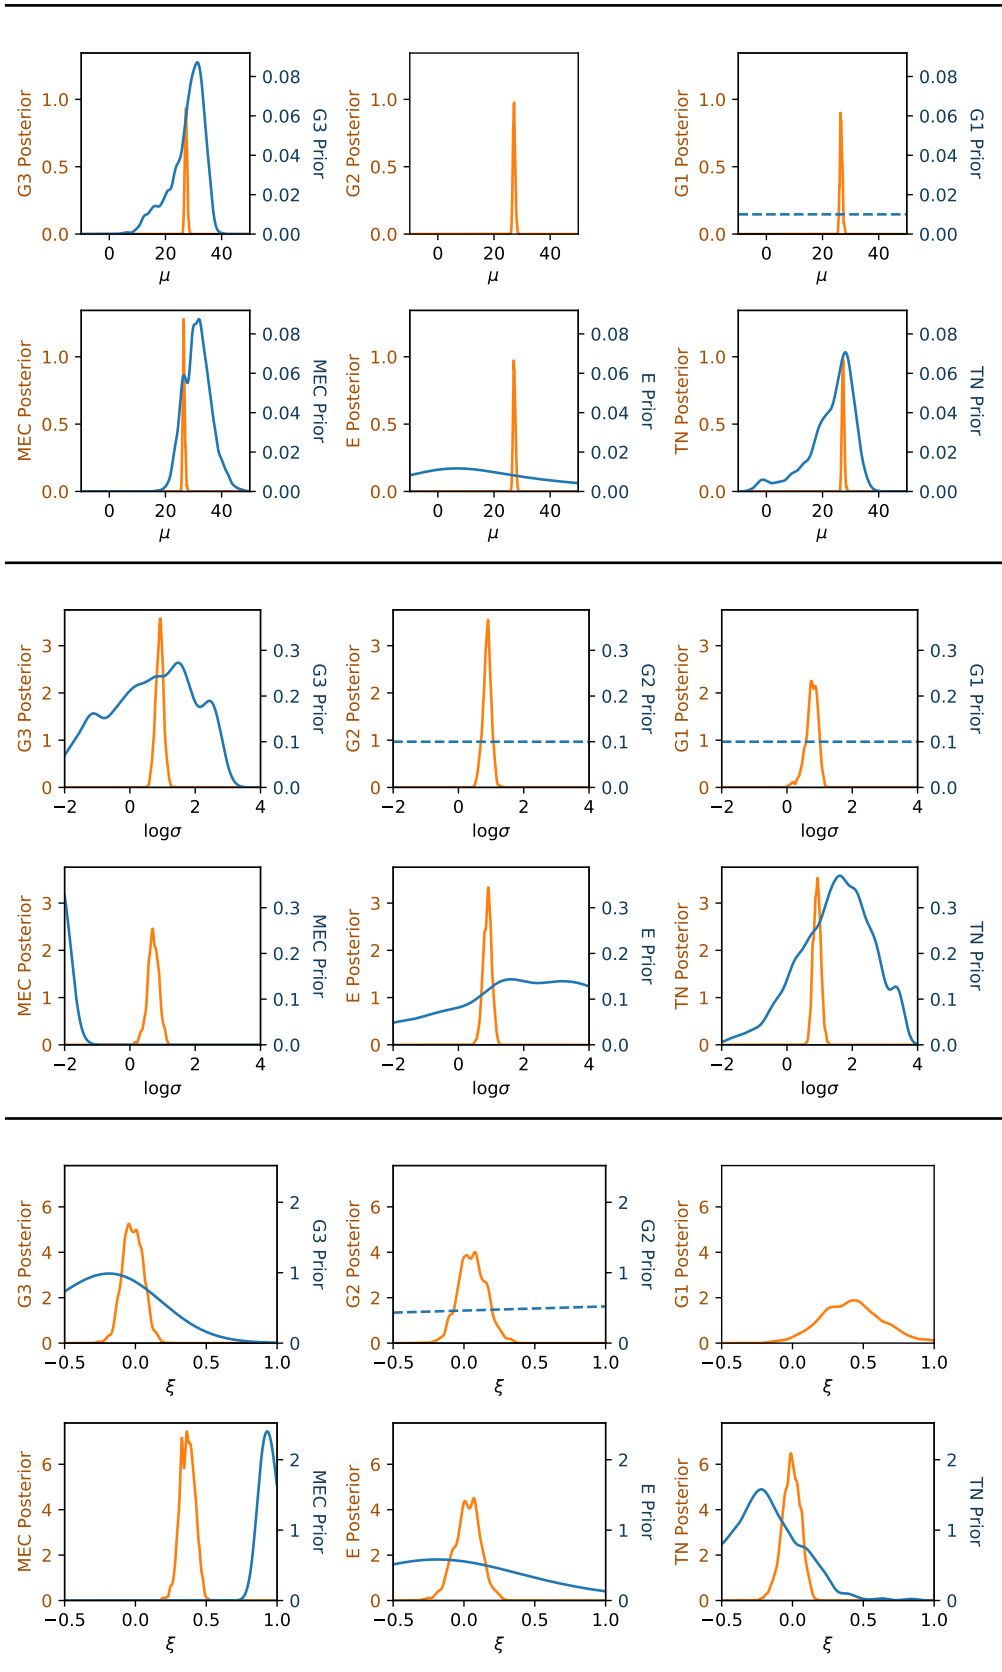 G3 Posterior
0.0
0.5
1.0
0 20 40
μ
0.00
0.02
0.04
0.06
0.08
G3 Prior
G2 Posterior
0.0
0.5
1.0
0 20 40
μ
G1 Posterior
0.0
0.5
1.0
0 20 40
μ
0.00
0.02
0.04
0.06
0.08
G1 Prior
MEC Posterior
0.0
0.5
1.0
0 20 40
μ
0.00
0.02
0.04
0.06
0.08
MEC Prior
E Posterior
0.0
0.5
1.0
0 20 40
μ
0.00
0.02
0.04
0.06
0.08
E Prior
TN Posterior
0.0
0.5
1.0
0 20 40
μ
0.00
0.02
0.04
0.06
0.08
TN Prior
G3 Posterior
0
1
2
3
−2 0 2 4
logσ
0.0
0.1
0.2
0.3
G3 Prior
G2 Posterior
0
1
2
3
−2 0 2 4
logσ
0.0
0.1
0.2
0.3
G2 Prior
G1 Posterior
0
1
2
3
−2 0 2 4
logσ
0.0
0.1
0.2
0.3
G1 Prior
MEC Posterior
0
1
2
3
−2 0 2 4
logσ
0.0
0.1
0.2
0.3
MEC Prior
E Posterior
0
1
2
3
−2 0 2 4
logσ
0.0
0.1
0.2
0.3
E Prior
TN Posterior
0
1
2
3
−2 0 2 4
logσ
0.0
0.1
0.2
0.3
TN Prior
G3 Posterior
0
2
4
6
−0.5 0.0 0.5 1.0
ξ
0
1
2
G3 Prior
G2 Posterior
0
2
4
6
−0.5 0.0 0.5 1.0
ξ
0
1
2
G2 Prior
G1 Posterior
0
2
4
6
−0.5 0.0 0.5 1.0
ξ
MEC Posterior
0
2
4
6
−0.5 0.0 0.5 1.0
ξ
0
1
2
MEC Prior
E Posterior
0
2
4
6
−0.5 0.0 0.5 1.0
ξ
0
1
2
E Prior
TN Posterior
0
2
4
6
−0.5 0.0 0.5 1.0
ξ
0
1
2
TN Prior